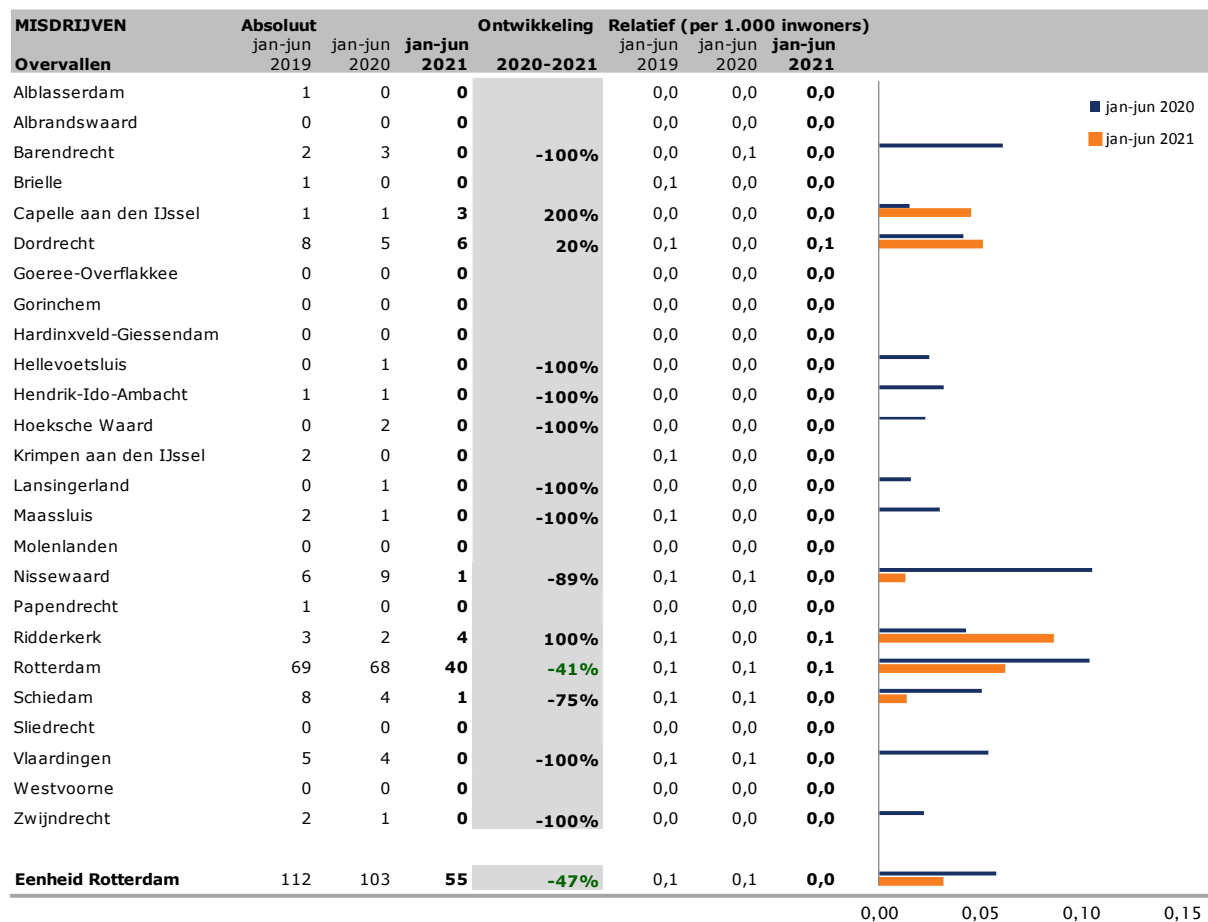 MISDRIJVEN Absoluut Ontwikkeling Relatief (per 1.000 inwoners)
jan-jun jan-jun jan-jun jan-jun jan-jun jan-jun
Overvallen 2019 2020 2021 2020-2021 2019 2020 2021
Alblasserdam 1 0 0 0,0 0,0 0,0
jan-jun 2020
Albrandswaard 0 0 0 0,0 0,0 0,0
jan-jun 2021
Barendrecht 2 3 0 -100% 0,0 0,1 0,0
Brielle 1 0 0 0,1 0,0 0,0
Capelle aan den IJssel 1 1 3 200% 0,0 0,0 0,0
Dordrecht 8 5 6 20% 0,1 0,0 0,1
Goeree-Overflakkee 0 0 0 0,0 0,0 0,0
Gorinchem 0 0 0 0,0 0,0 0,0
Hardinxveld-Giessendam 0 0 0 0,0 0,0 0,0
Hellevoetsluis 0 1 0 -100% 0,0 0,0 0,0
Hendrik-Ido-Ambacht 1 1 0 -100% 0,0 0,0 0,0
Hoeksche Waard 0 2 0 -100% 0,0 0,0 0,0
Krimpen aan den IJssel 2 0 0 0,1 0,0 0,0
Lansingerland 0 1 0 -100% 0,0 0,0 0,0
Maassluis 2 1 0 -100% 0,1 0,0 0,0
Molenlanden 0 0 0 0,0 0,0 0,0
Nissewaard 6 9 1 -89% 0,1 0,1 0,0
Papendrecht 1 0 0 0,0 0,0 0,0
Ridderkerk 3 2 4 100% 0,1 0,0 0,1
Rotterdam 69 68 40 -41% 0,1 0,1 0,1
Schiedam 8 4 1 -75% 0,1 0,1 0,0
Sliedrecht 0 0 0 0,0 0,0 0,0
Vlaardingen 5 4 0 -100% 0,1 0,1 0,0
Westvoorne 0 0 0 0,0 0,0 0,0
Zwijndrecht 2 1 0 -100% 0,0 0,0 0,0
Eenheid Rotterdam 112 103 55 -47% 0,1 0,1 0,0
0,00 0,05 0,10 0,15